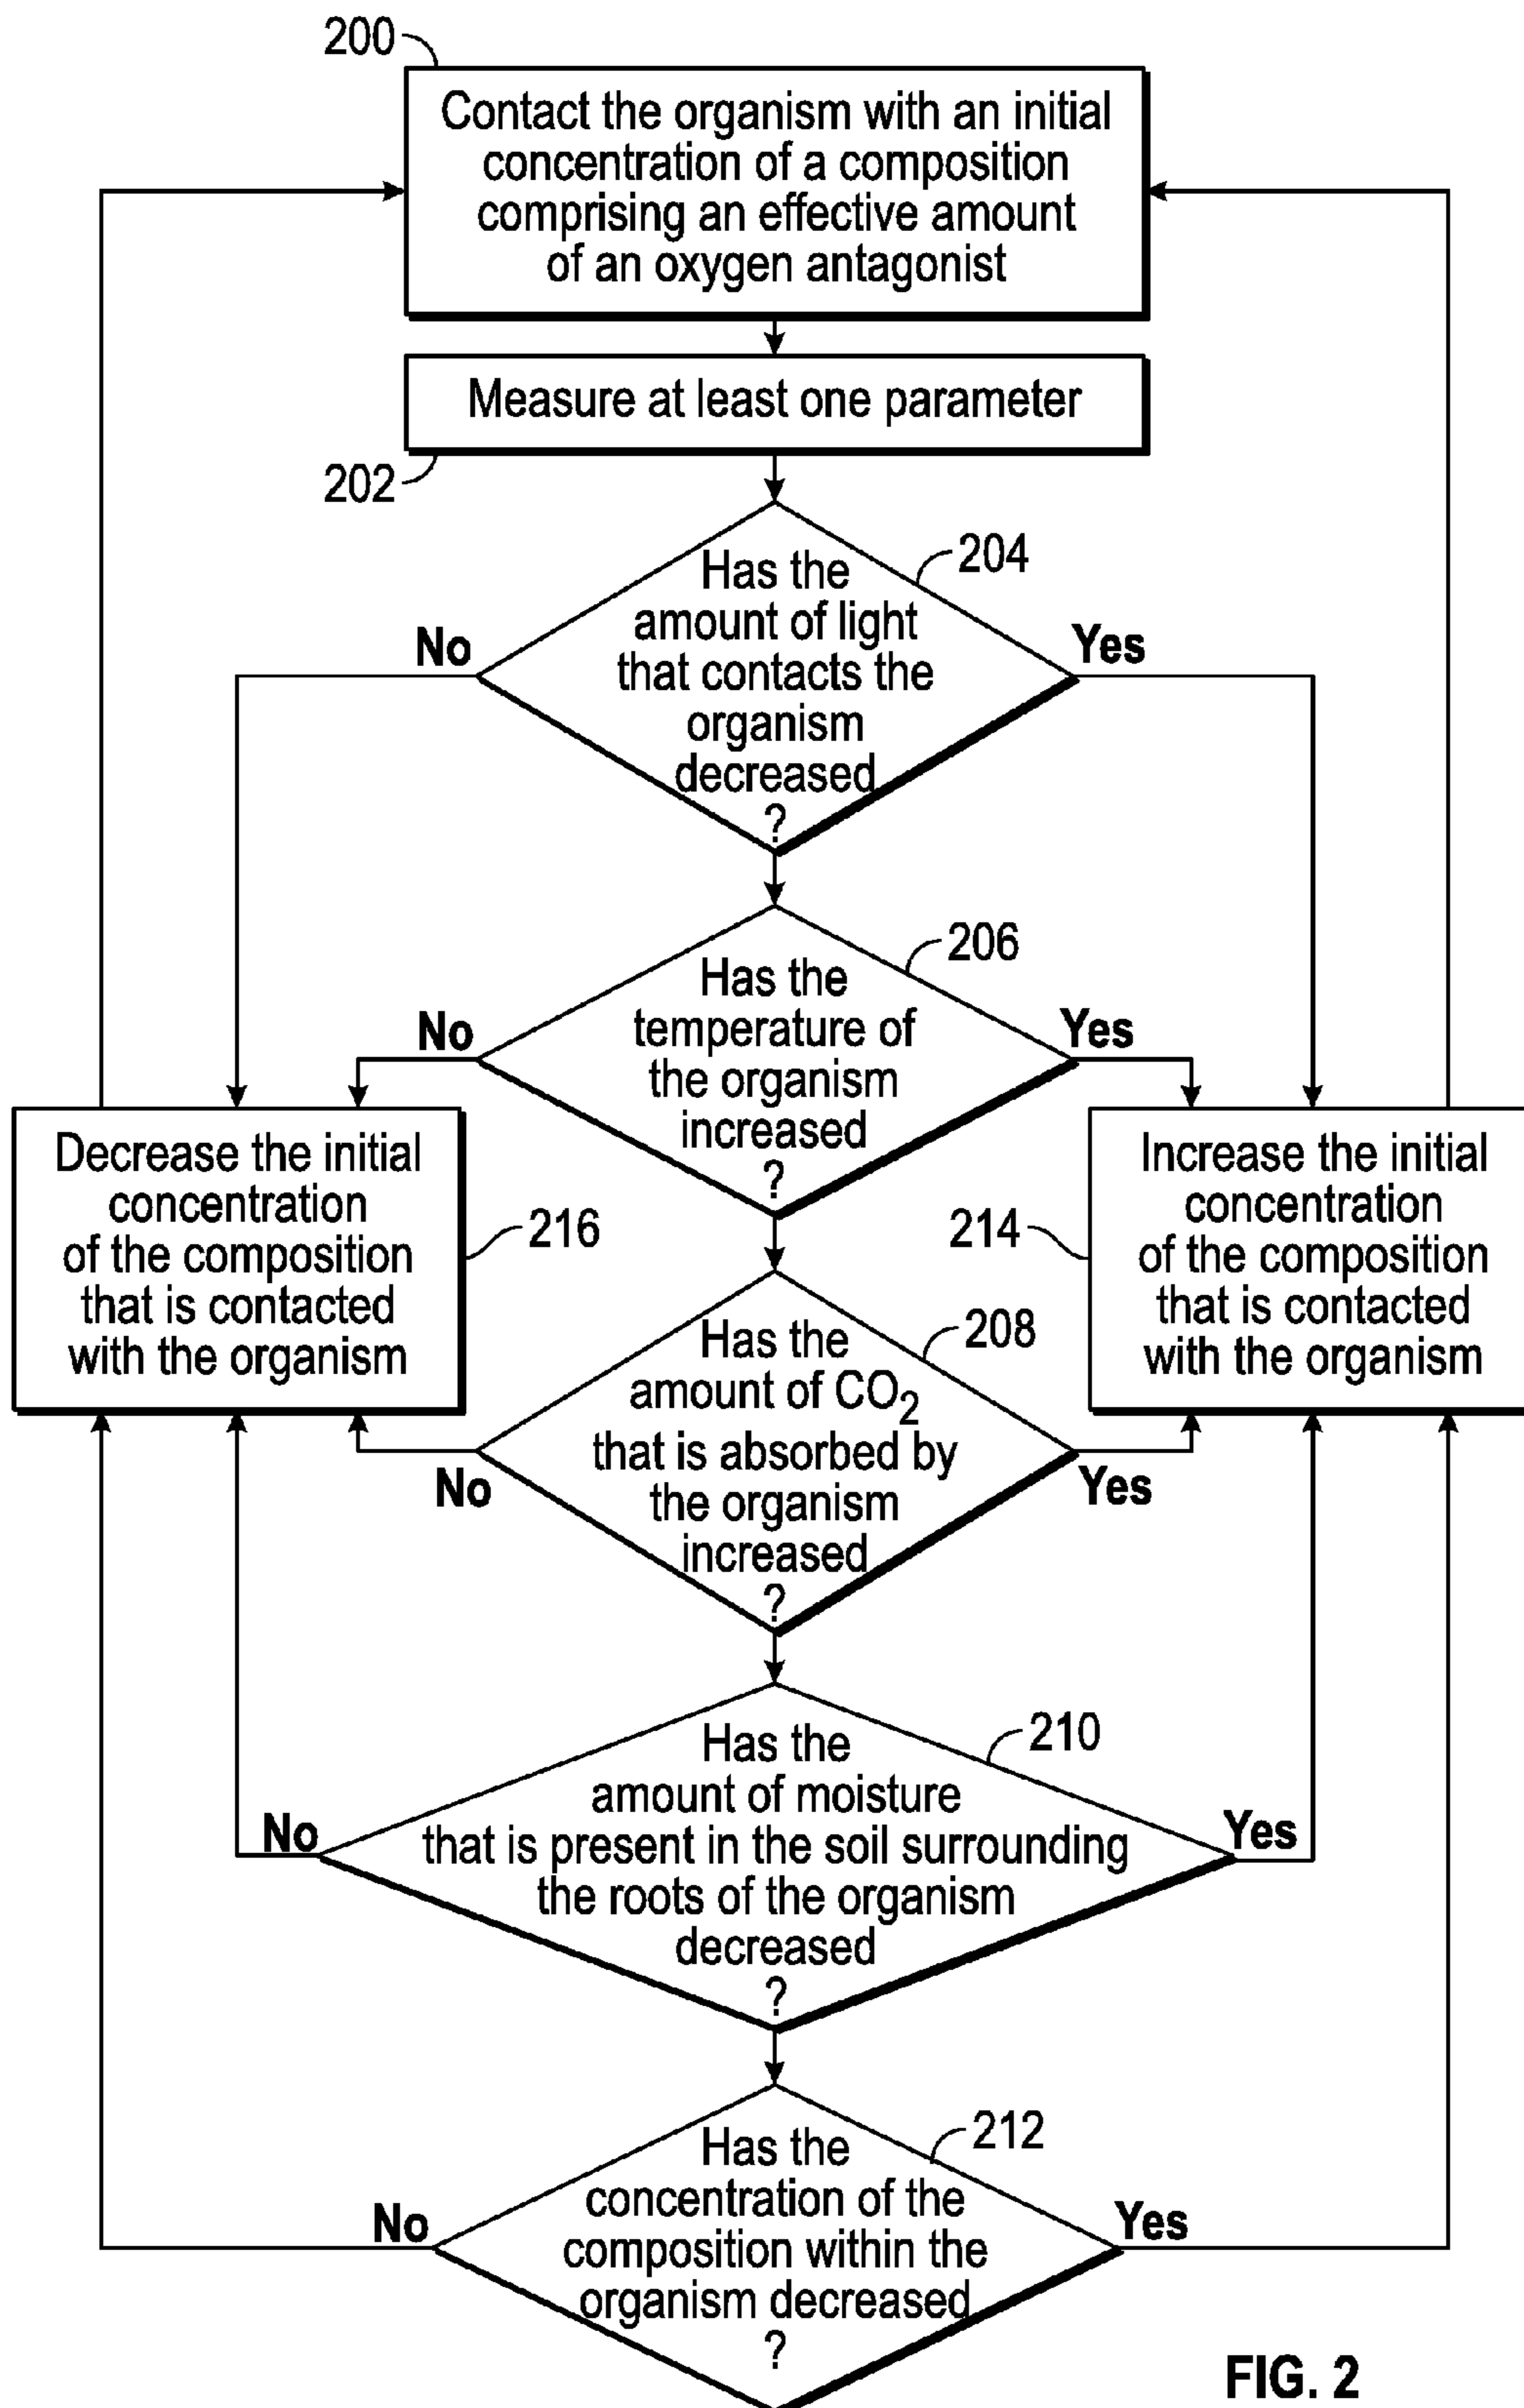 200
Contact the organism with an initial
concentration of a composition
comprising an effective amount
of an oxygen antagonist
Measure at least one parameter
202
204
Has the
amount of light
that contacts the
organism
decreased
?
No
Yes
206
Has the
temperature of
the organism
increased
?
No
Yes
Decrease the initial
concentration
of the composition
that is contacted
with the organism
216
214
Increase the initial
concentration
of the composition
that is contacted
with the organism
208
Has the
amount of CO2
that is absorbed by
the organism
increased
?
No
Yes
210
Has the
amount of moisture
that is present in the soil surrounding
the roots of the organism
decreased
?
No
Yes
212
Has the
concentration of the
composition within the
organism decreased
?
No
Yes
FIG. 2